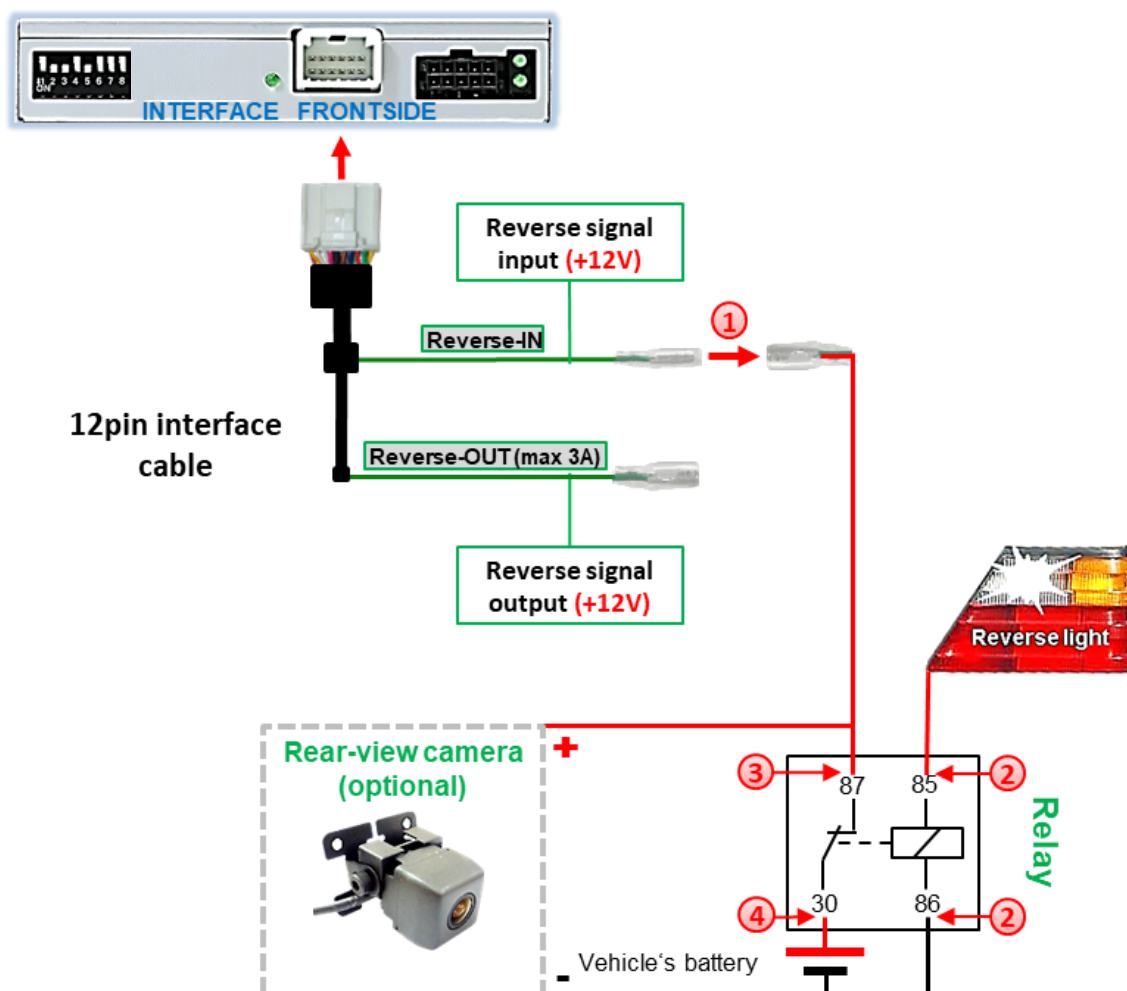 ON
1 2 3 4 5 6 7 8
INTERFACE FRONTSIDE
Reverse signal
input (+12V)
1
Reverse-IN
12pin interface
cable
Reverse-OUT (max 3A)
Reverse signal
output (+12V)
Reverse light
Rear-view camera
(optional)
+
3
87
85
2
Relay
4
30
86
2
-
Vehicle‘s battery